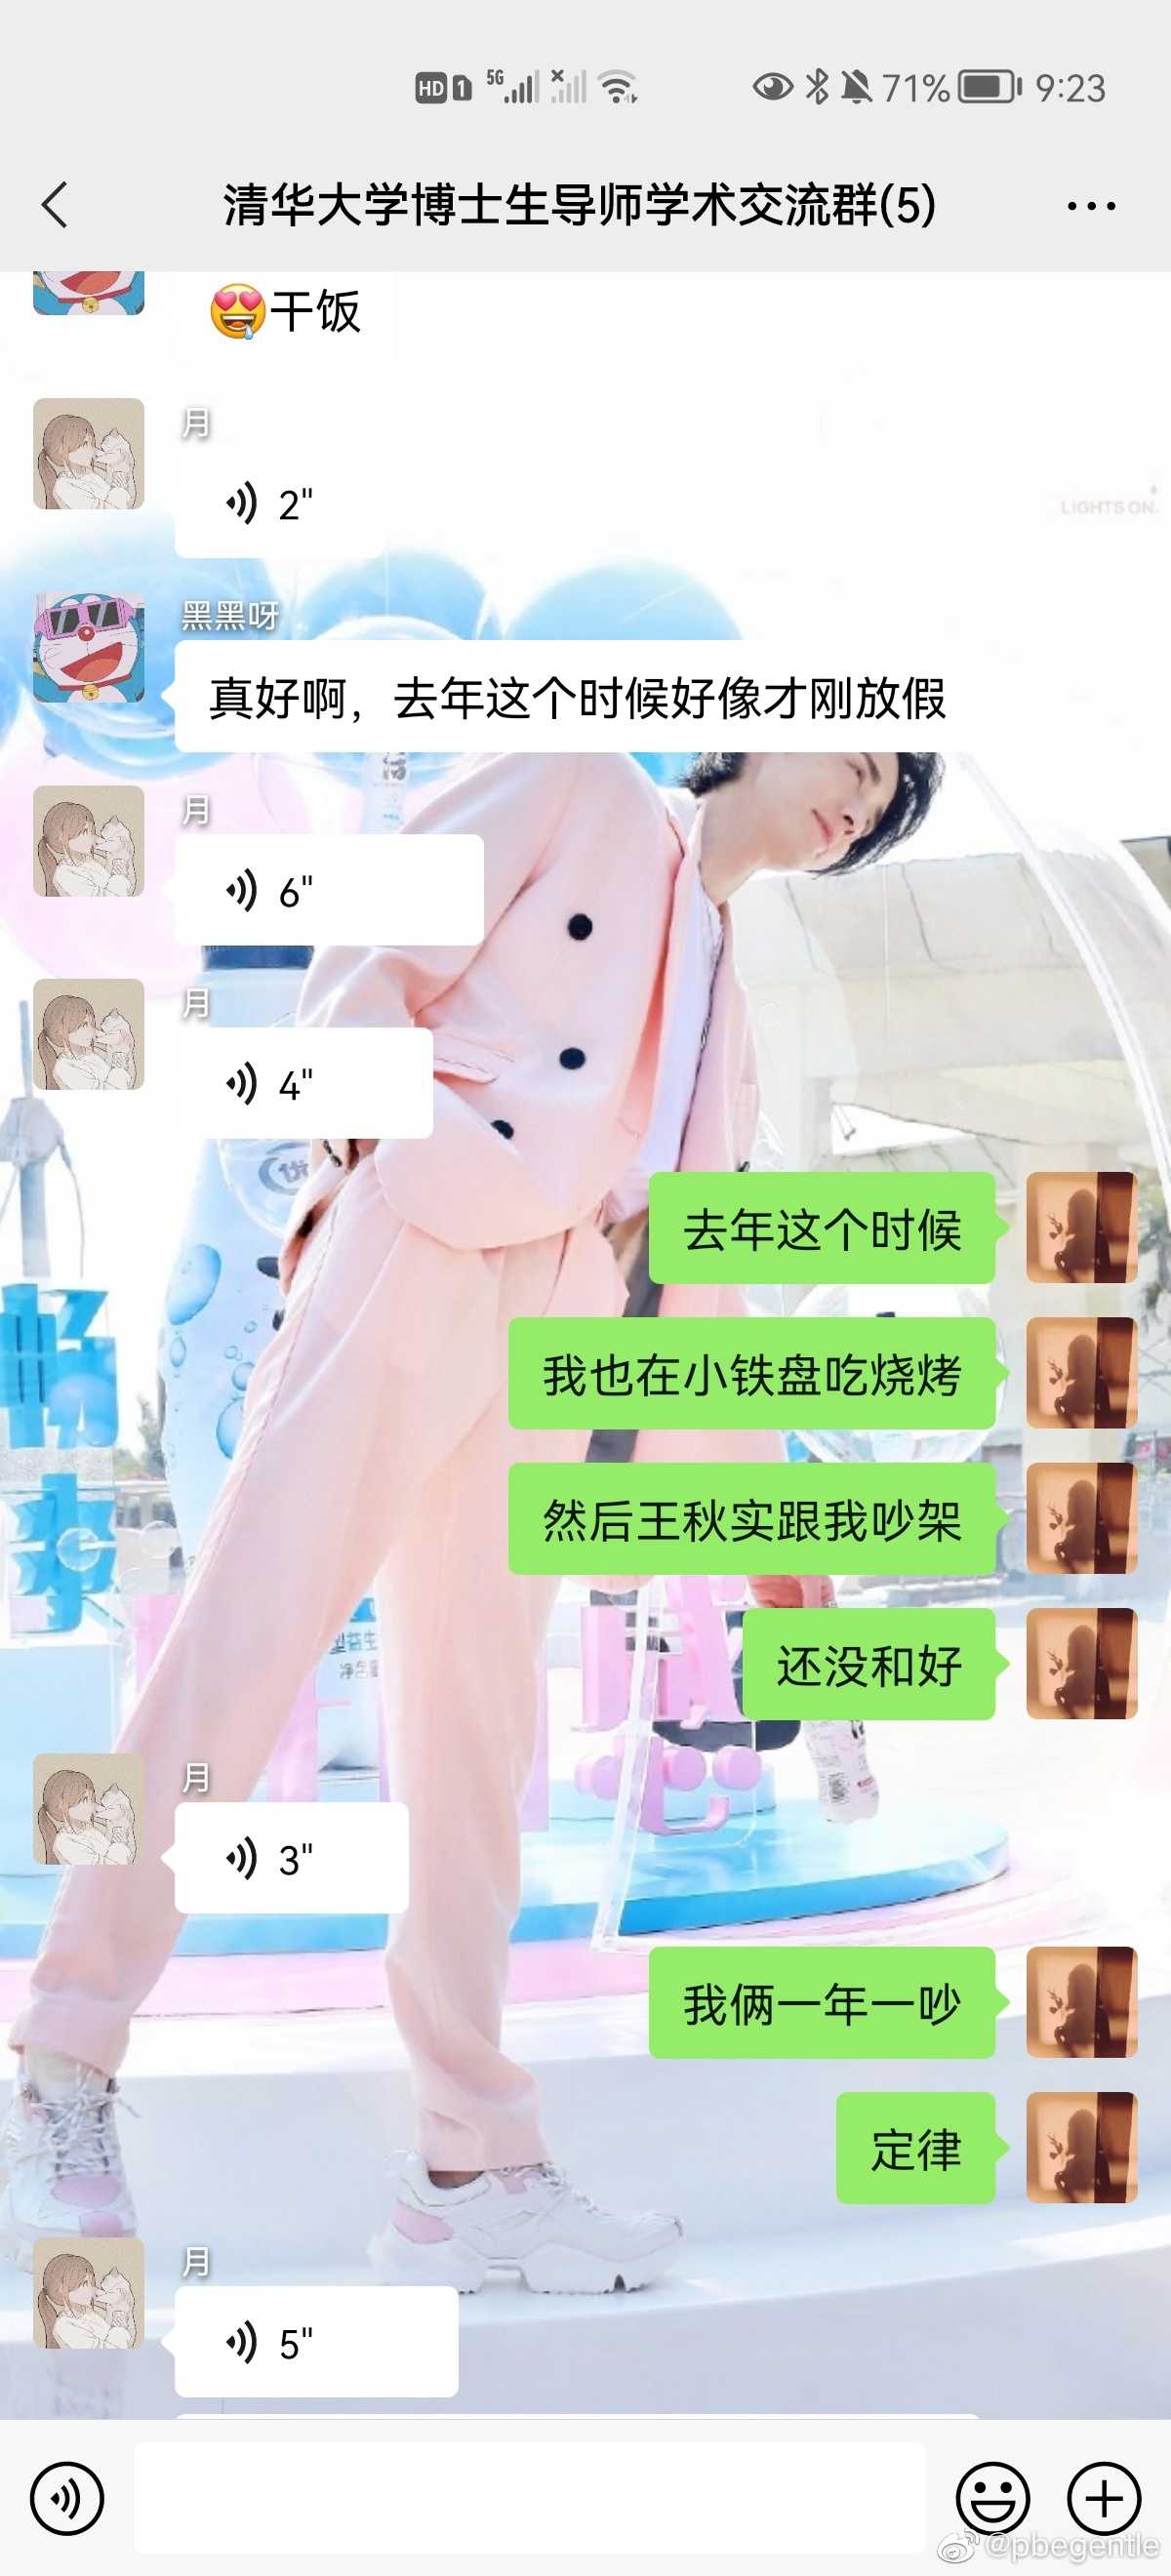 HD 1 5G 71% 9:23
清华大学博士生导师学术交流群(5)
😍干饭
月
2"
LIGHTS ON.
黑黑呀
真好啊，去年这个时候好像才刚放假
月
6"
月
4"
去年这个时候
我也在小铁盘吃烧烤
然后王秋实跟我吵架
还没和好
月
3"
我俩一年一吵
定律
月
5"
@pbegentle